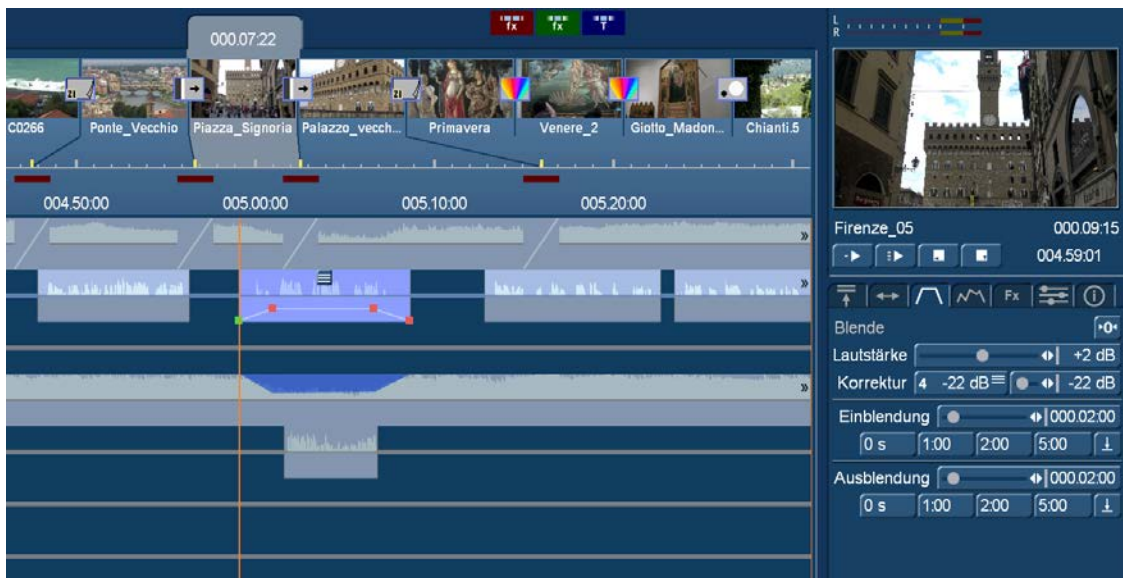 fx
fx
T
000.07:22
C0266
Ponte_Vecchio
Piazza_Signoria
Palazzo_vecch...
Primavera
Venere_2
Giotto_Madon...
Chianti.5
004.50:00
005.00:00
005.10:00
005.20:00
L
R
Firenze_05 000.09:15
004.59:01
Fx
Blende 0
Lautstärke +2 dB
Korrektur 4 -22 dB -22 dB
Einblendung 000.02:00
0 s 1:00 2:00 5:00
Ausblendung 000.02:00
0 s 1:00 2:00 5:00